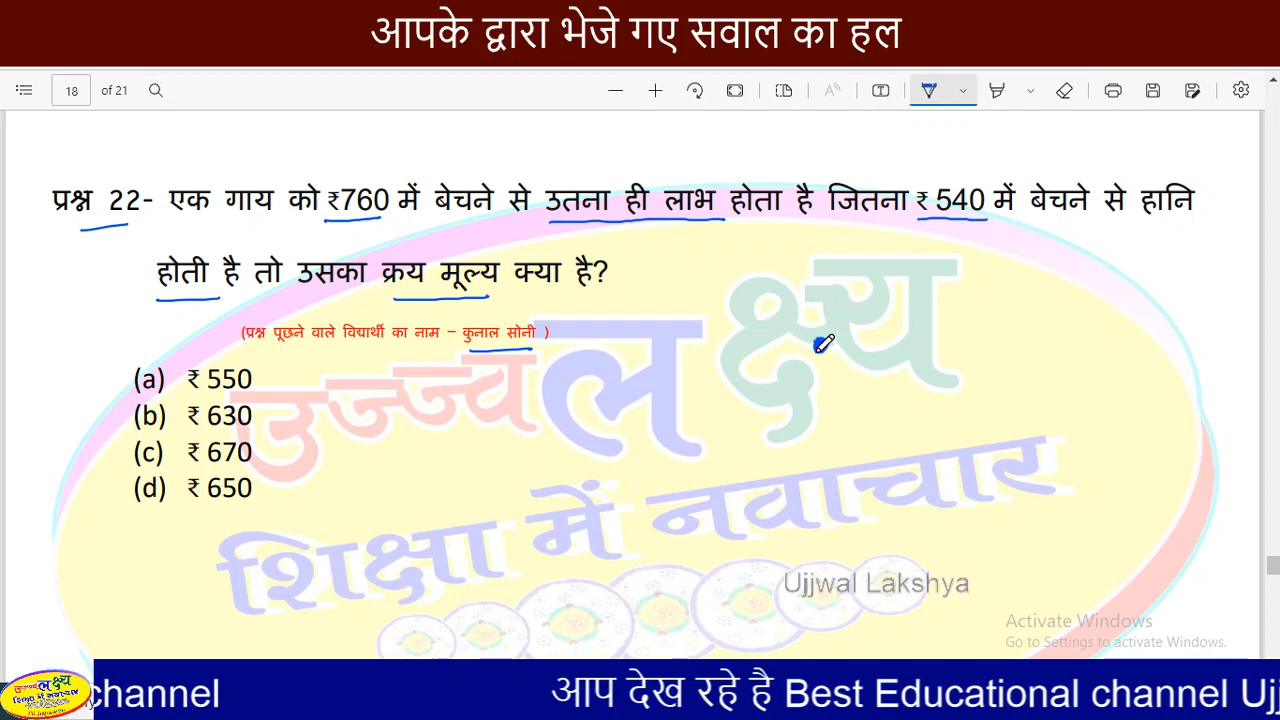 आपके द्वारा भेजे गए सवाल का हल
18 of 21
प्रश्न 22- एक गाय को ₹760 में बेचने से उतना ही लाभ होता है जितना ₹ 540 में बेचने से हानि
होती है तो उसका क्रय मूल्य क्या है?
(प्रश्न पूछने वाले विद्यार्थी का नाम – कुनाल सोनी )
(a) ₹ 550
(b) ₹ 630
(c) ₹ 670
(d) ₹ 650
उज्ज्वल लक्ष्य
शिक्षा में नवाचार
Ujjwal Lakshya
Activate Windows
Go to Settings to activate Windows.
channel आप देख रहे है Best Educational channel Ujj